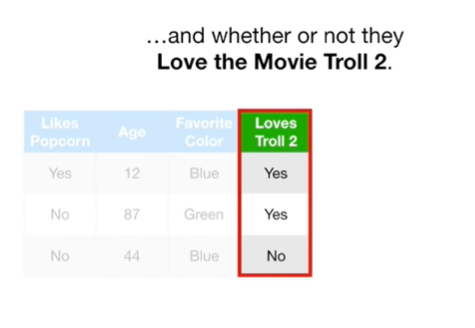 ...and whether or not they
Love the Movie Troll 2.
Likes Popcorn Age Favorite Color Loves Troll 2
Yes 12 Blue Yes
No 87 Green Yes
No 44 Blue No